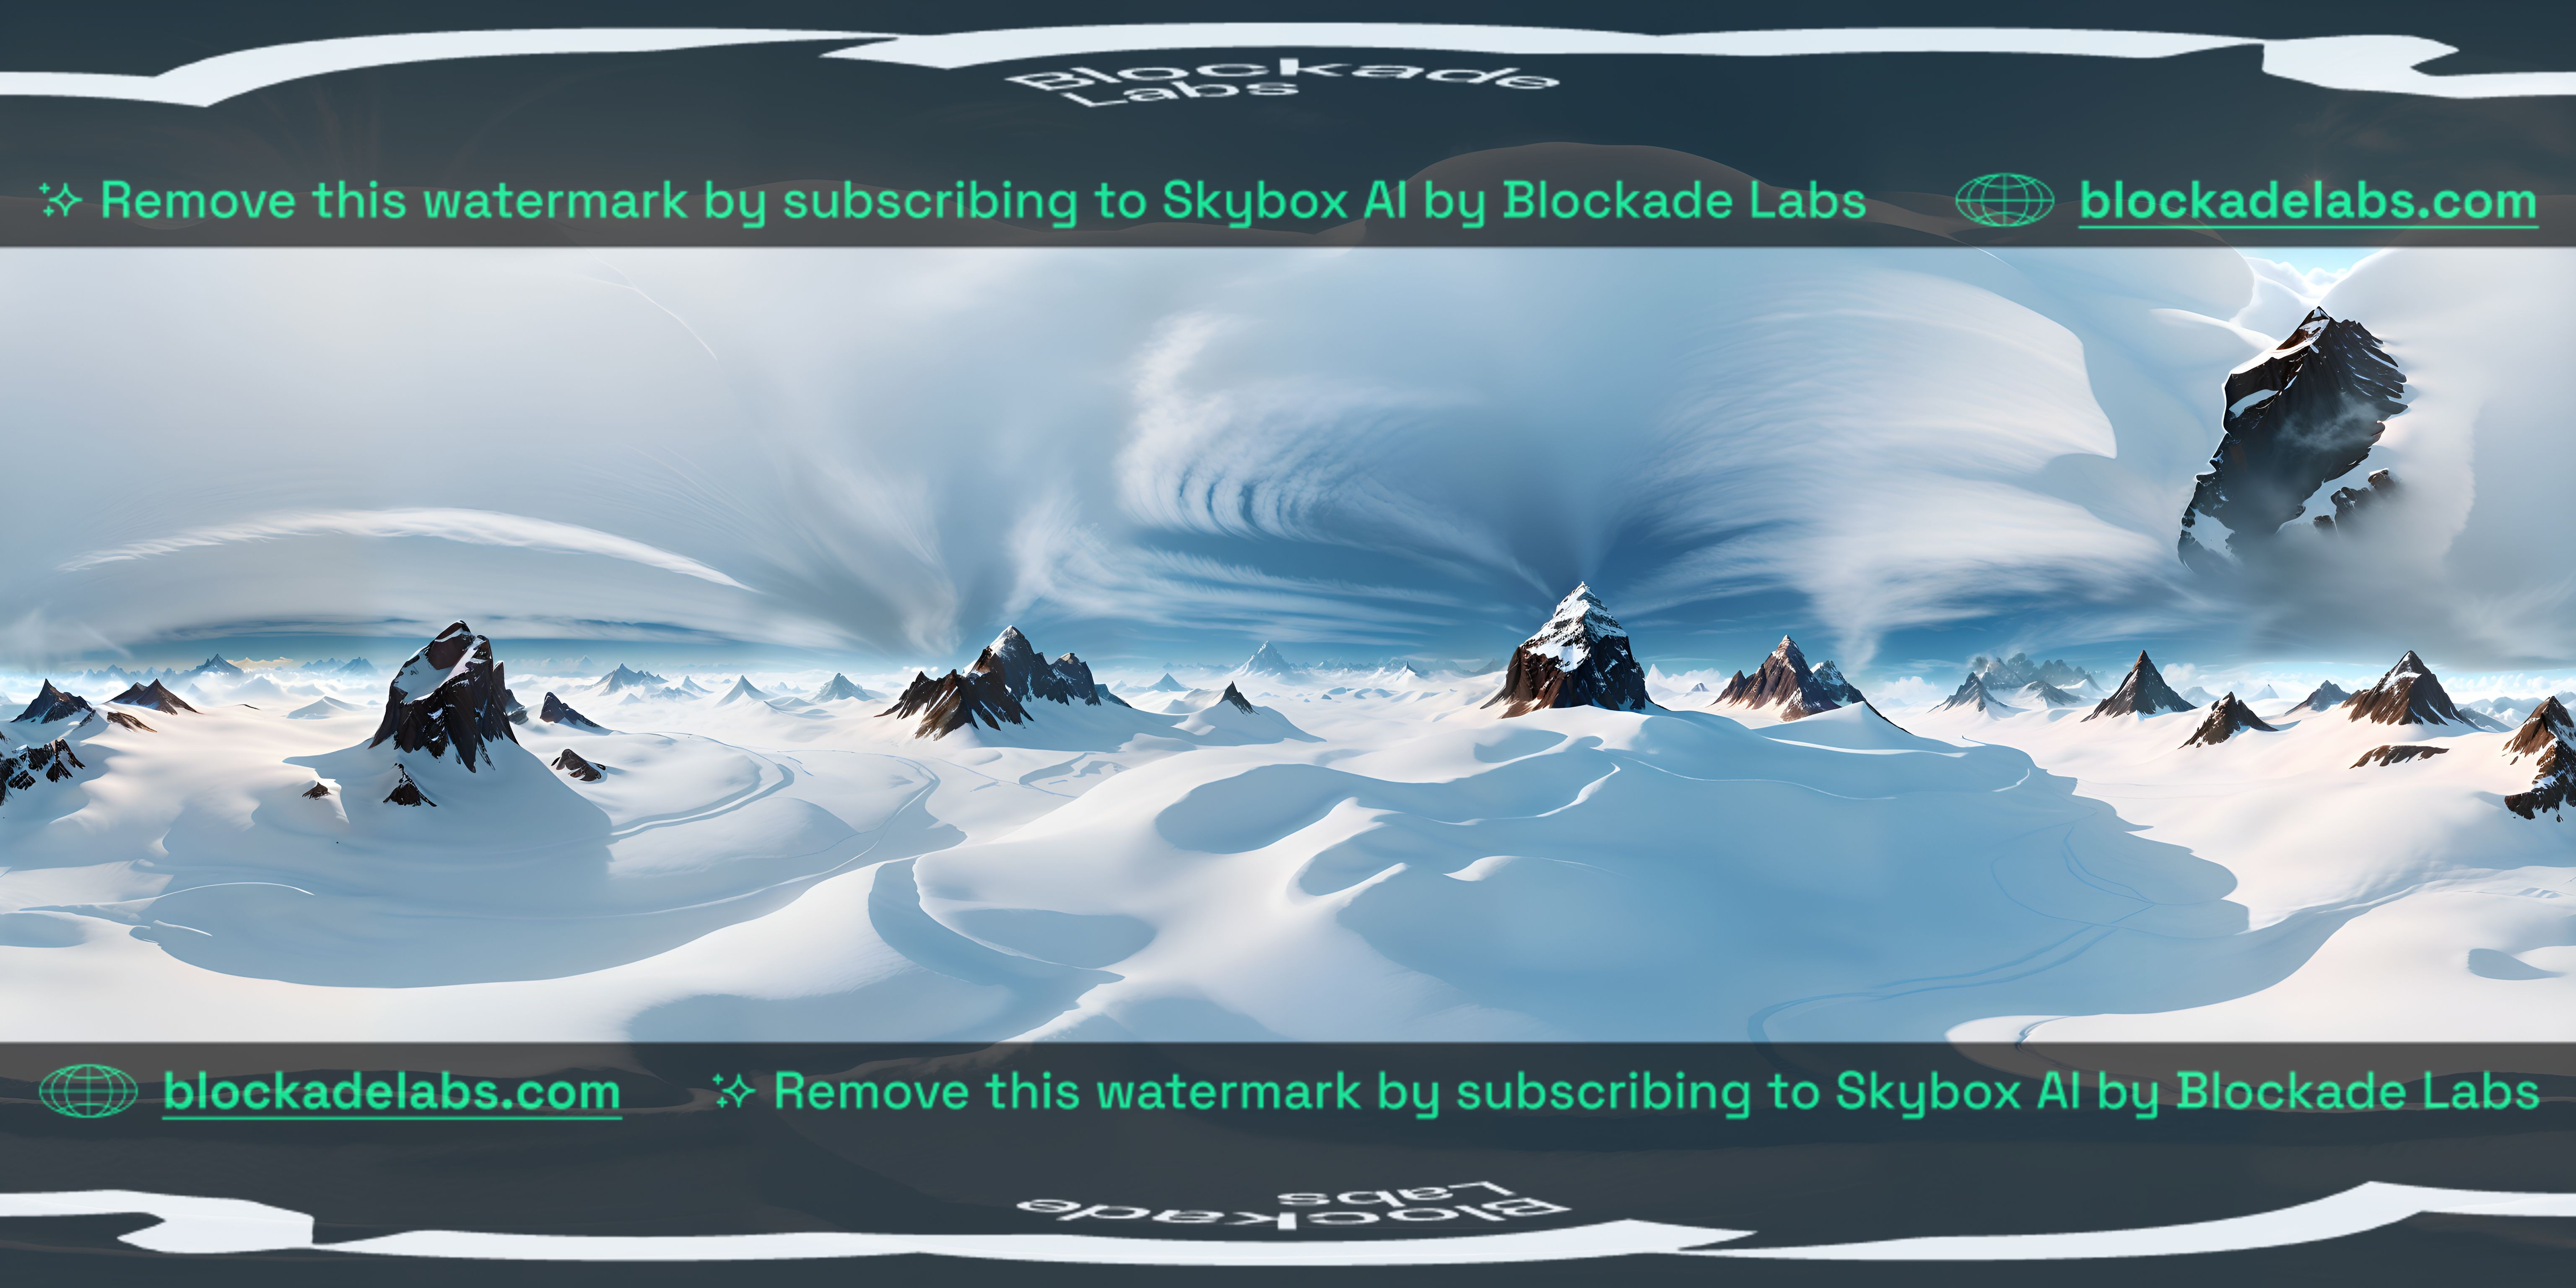 Blockade
Labs
Remove this watermark by subscribing to Skybox AI by Blockade Labs
blockadelabs.com
blockadelabs.com
Remove this watermark by subscribing to Skybox AI by Blockade Labs
Labs
Blockade